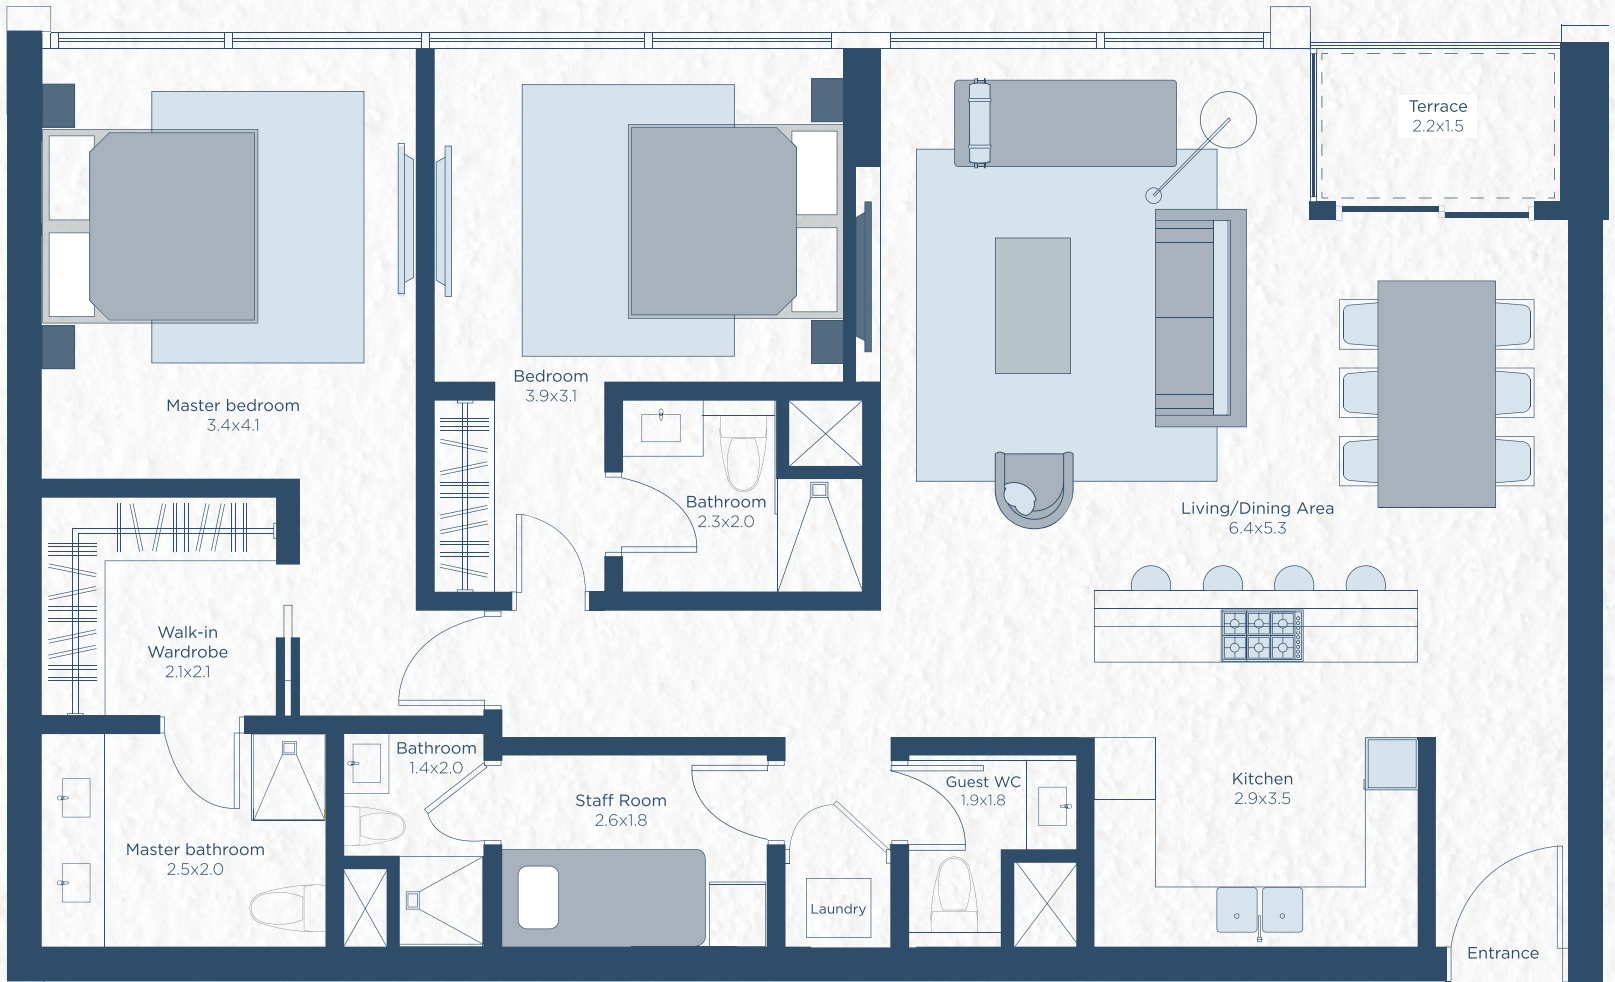 Terrace
2.2x1.5
Bedroom
3.9x3.1
Master bedroom
3.4x4.1
Bathroom
2.3x2.0
Living/Dining Area
6.4x5.3
Walk-in
Wardrobe
2.1x2.1
Bathroom
1.4x2.0
Staff Room
2.6x1.8
Guest WC
1.9x1.8
Kitchen
2.9x3.5
Master bathroom
2.5x2.0
Laundry
Entrance